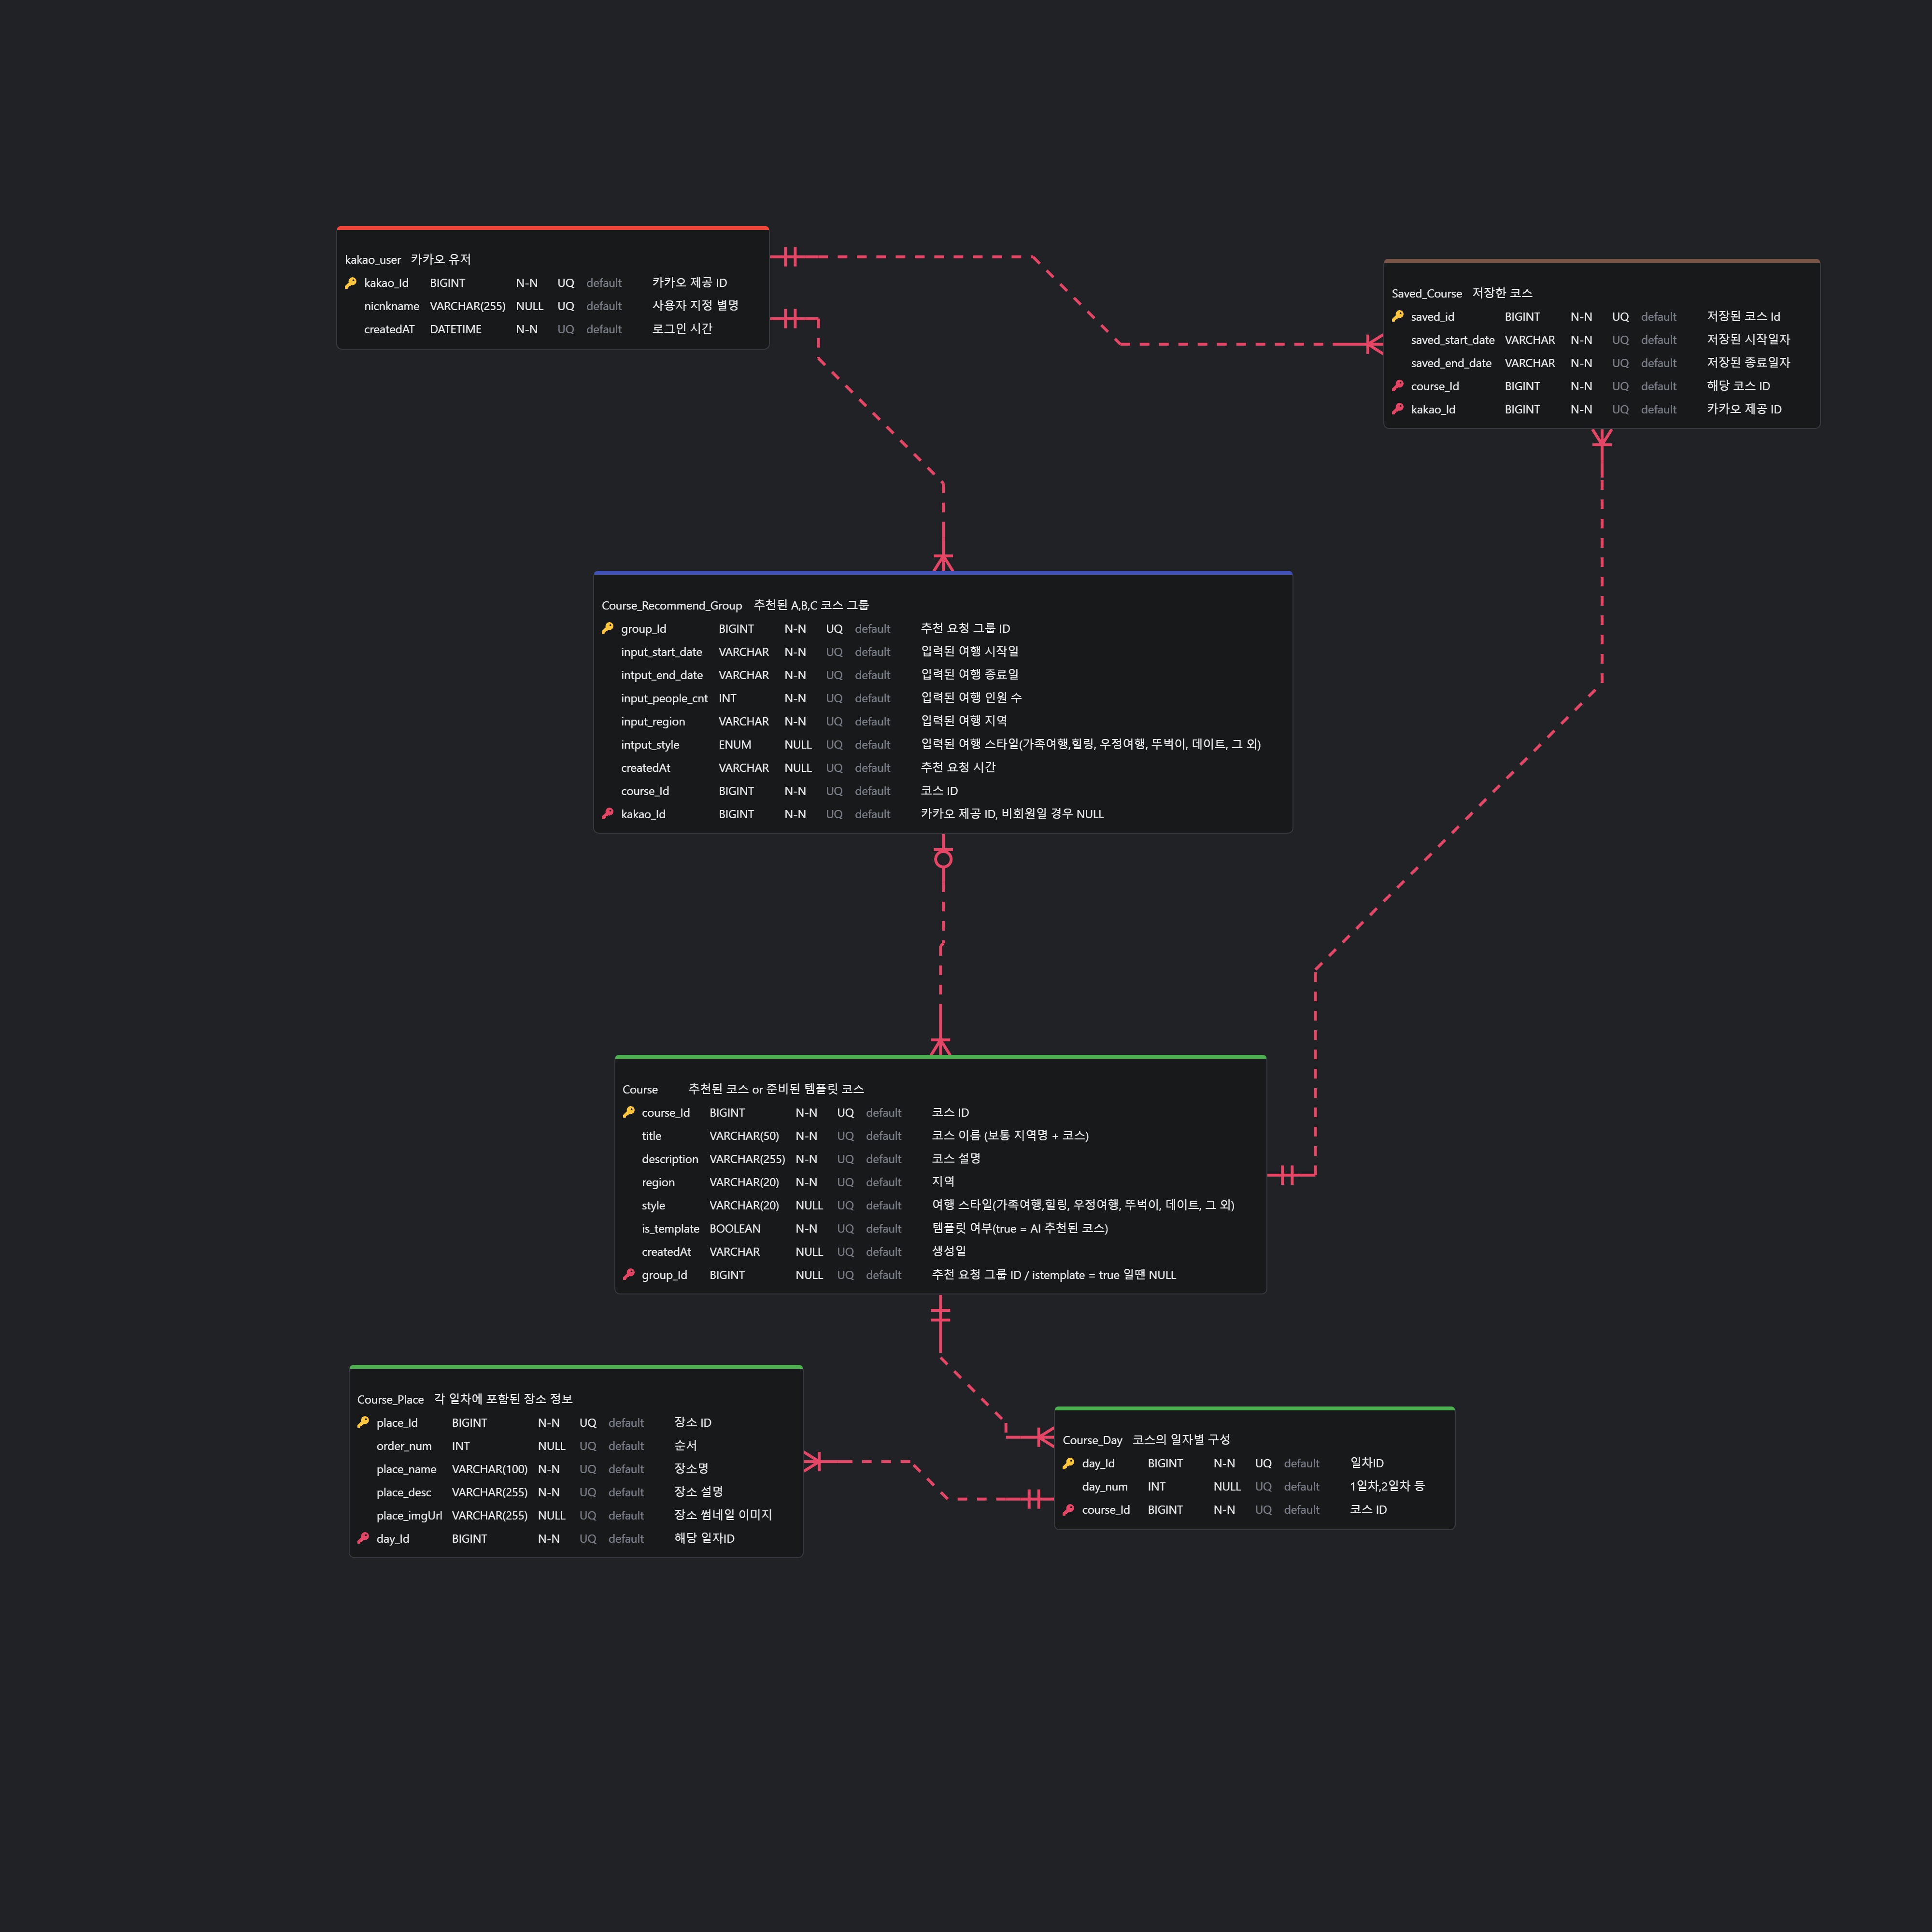 kakao_user 카카오 유저
kakao_Id BIGINT N-N UQ default 카카오 제공 ID
nicnkname VARCHAR(255) NULL UQ default 사용자 지정 별명
createdAT DATETIME N-N UQ default 로그인 시간
Saved_Course 저장한 코스
saved_id BIGINT N-N UQ default 저장된 코스 Id
saved_start_date VARCHAR N-N UQ default 저장된 시작일자
saved_end_date VARCHAR N-N UQ default 저장된 종료일자
course_Id BIGINT N-N UQ default 해당 코스 ID
kakao_Id BIGINT N-N UQ default 카카오 제공 ID
Course_Recommend_Group 추천된 A,B,C 코스 그룹
group_Id BIGINT N-N UQ default 추천 요청 그룹 ID
input_start_date VARCHAR N-N UQ default 입력된 여행 시작일
intput_end_date VARCHAR N-N UQ default 입력된 여행 종료일
input_people_cnt INT N-N UQ default 입력된 여행 인원 수
input_region VARCHAR N-N UQ default 입력된 여행 지역
intput_style ENUM NULL UQ default 입력된 여행 스타일(가족여행,힐링, 우정여행, 뚜벅이, 데이트, 그 외)
createdAt VARCHAR NULL UQ default 추천 요청 시간
course_Id BIGINT N-N UQ default 코스 ID
kakao_Id BIGINT N-N UQ default 카카오 제공 ID, 비회원일 경우 NULL
Course 추천된 코스 or 준비된 템플릿 코스
course_Id BIGINT N-N UQ default 코스 ID
title VARCHAR(50) N-N UQ default 코스 이름 (보통 지역명 + 코스)
description VARCHAR(255) N-N UQ default 코스 설명
region VARCHAR(20) N-N UQ default 지역
style VARCHAR(20) NULL UQ default 여행 스타일(가족여행,힐링, 우정여행, 뚜벅이, 데이트, 그 외)
is_template BOOLEAN N-N UQ default 템플릿 여부(true = AI 추천된 코스)
createdAt VARCHAR NULL UQ default 생성일
group_Id BIGINT NULL UQ default 추천 요청 그룹 ID / istemplate = true 일땐 NULL
Course_Place 각 일차에 포함된 장소 정보
place_Id BIGINT N-N UQ default 장소 ID
order_num INT NULL UQ default 순서
place_name VARCHAR(100) N-N UQ default 장소명
place_desc VARCHAR(255) N-N UQ default 장소 설명
place_imgUrl VARCHAR(255) NULL UQ default 장소 썸네일 이미지
day_Id BIGINT N-N UQ default 해당 일자ID
Course_Day 코스의 일자별 구성
day_Id BIGINT N-N UQ default 일차ID
day_num INT NULL UQ default 1일차,2일차 등
course_Id BIGINT N-N UQ default 코스 ID